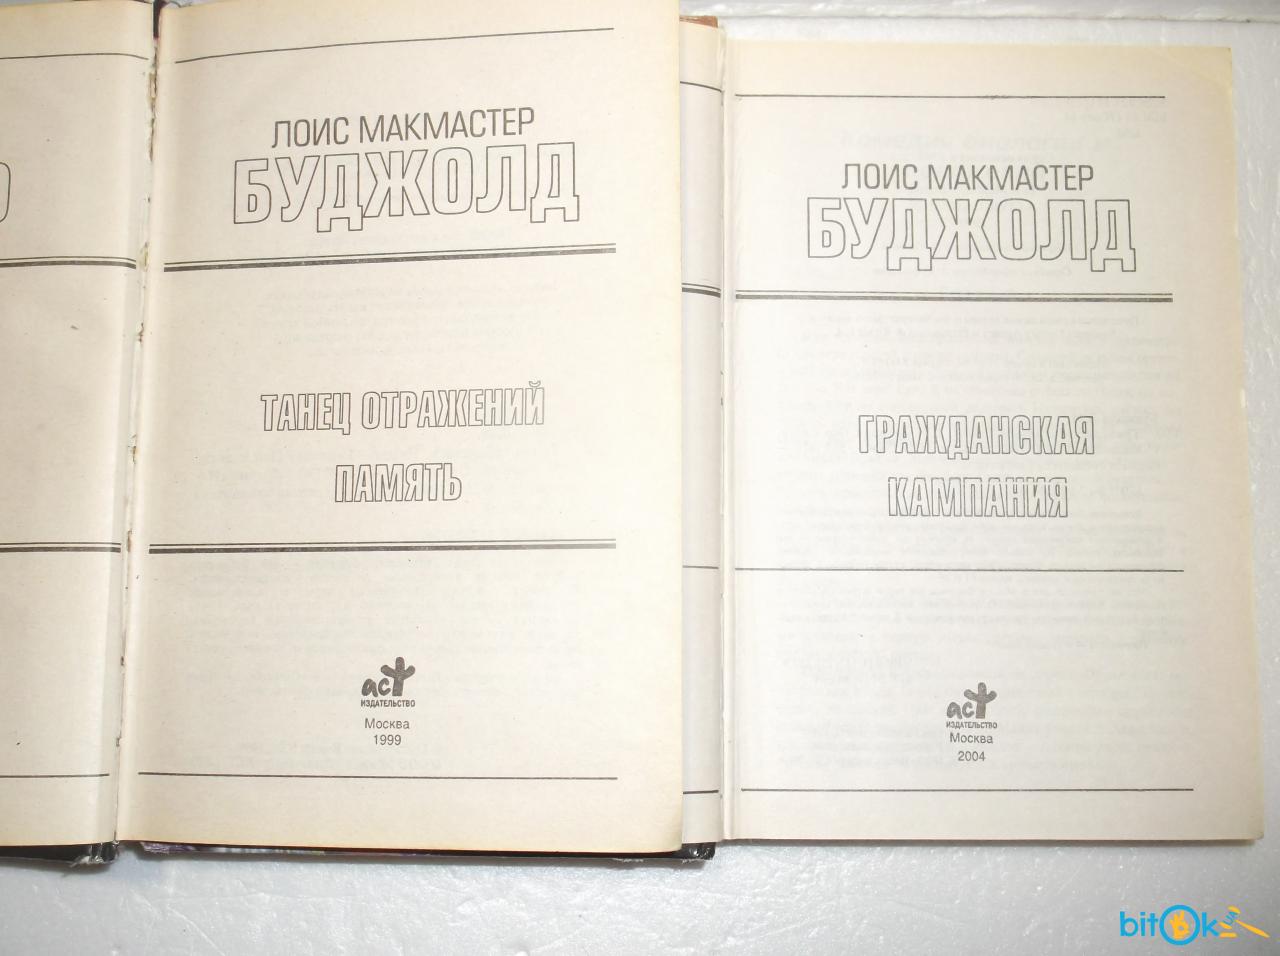 ЛОИС МАКМАСТЕР
БУДЖОЛД
ТАНЕЦ ОТРАЖЕНИЙ
ПАМЯТЬ
аст
ИЗДАТЕЛЬСТВО
Москва
1999
ЛОИС МАКМАСТЕР
БУДЖОЛД
ГРАЖДАНСКАЯ
КАМПАНИЯ
аст
ИЗДАТЕЛЬСТВО
Москва
2004
bitOk UA